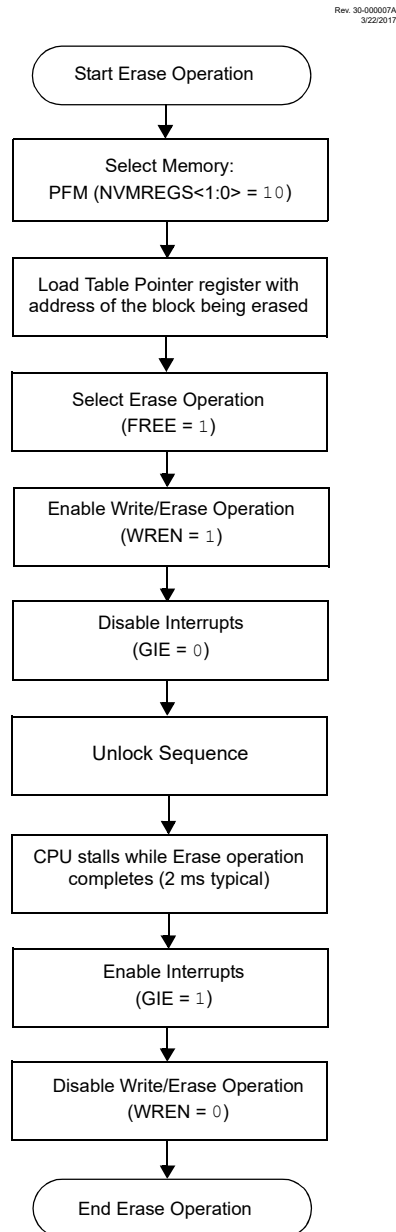 Rev. 30-000007A
3/22/2017
Start Erase Operation
Select Memory:
PFM (NVMREGS<1:0> = 10)
Load Table Pointer register with
address of the block being erased
Select Erase Operation
(FREE = 1)
Enable Write/Erase Operation
(WREN = 1)
Disable Interrupts
(GIE = 0)
Unlock Sequence
CPU stalls while Erase operation
completes (2 ms typical)
Enable Interrupts
(GIE = 1)
Disable Write/Erase Operation
(WREN = 0)
End Erase Operation